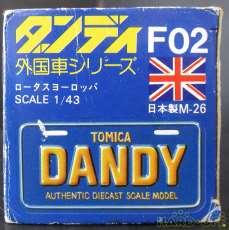 ダンディ F02
外国車シリーズ
ロータスヨーロッパ
SCALE 1/43
日本製M-26
TOMICA
DANDY
AUTHENTIC DIECAST SCALE MODEL